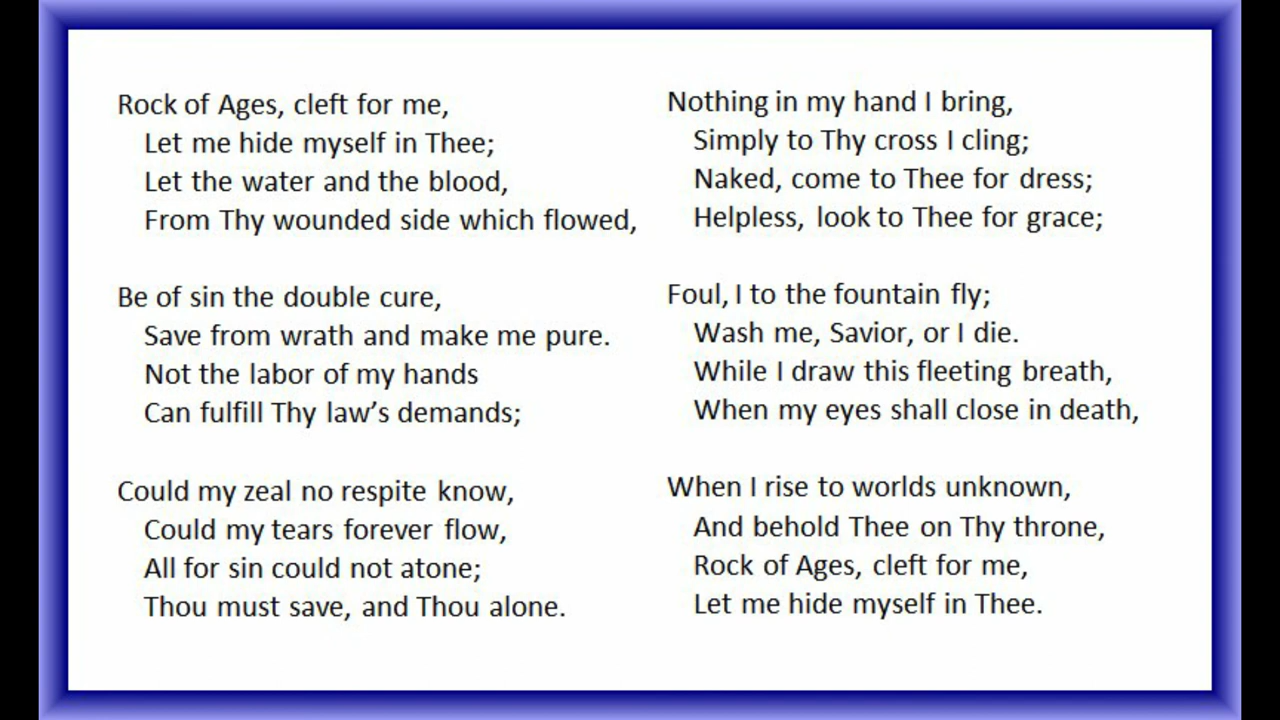 Rock of Ages, cleft for me,
Let me hide myself in Thee;
Let the water and the blood,
From Thy wounded side which flowed,
Be of sin the double cure,
Save from wrath and make me pure.
Not the labor of my hands
Can fulfill Thy law’s demands;
Could my zeal no respite know,
Could my tears forever flow,
All for sin could not atone;
Thou must save, and Thou alone.
Nothing in my hand I bring,
Simply to Thy cross I cling;
Naked, come to Thee for dress;
Helpless, look to Thee for grace;
Foul, I to the fountain fly;
Wash me, Savior, or I die.
While I draw this fleeting breath,
When my eyes shall close in death,
When I rise to worlds unknown,
And behold Thee on Thy throne,
Rock of Ages, cleft for me,
Let me hide myself in Thee.